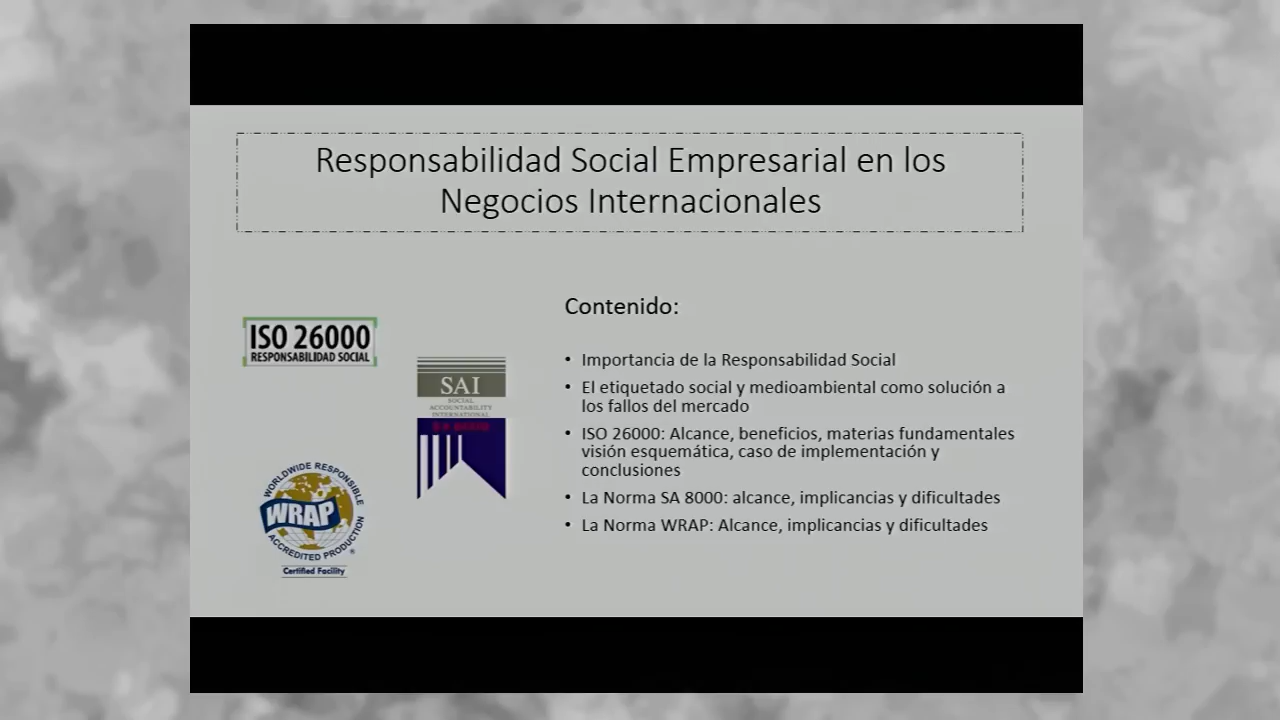 Responsabilidad Social Empresarial en los
Negocios Internacionales
Contenido:
• Importancia de la Responsabilidad Social
• El etiquetado social y medioambiental como solución a
los fallos del mercado
• ISO 26000: Alcance, beneficios, materias fundamentales
visión esquemática, caso de implementación y
conclusiones
• La Norma SA 8000: alcance, implicancias y dificultades
• La Norma WRAP: Alcance, implicancias y dificultades
ISO 26000
RESPONSABILIDAD SOCIAL
SAI
SOCIAL
ACCOUNTABILITY
INTERNATIONAL
WORLDWIDE RESPONSIBLE
WRAP
ACCREDITED PRODUCTION
®
Certified Facility